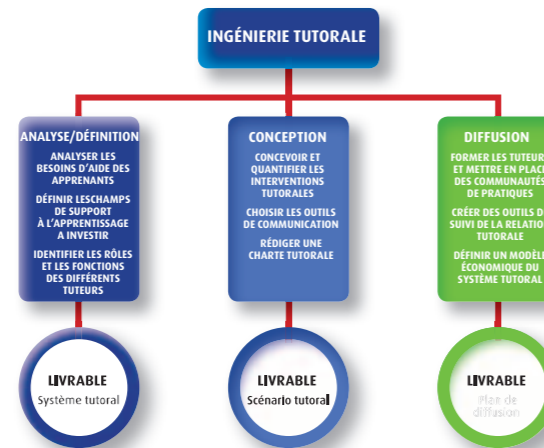 INGÉNIERIE TUTORALE
ANALYSE/DÉFINITION
ANALYSER LES
BESOINS D'AIDE DES
APPRENANTS
DÉFINIR LESCHAMPS
DE SUPPORT
À L'APPRENTISSAGE
A INVESTIR
IDENTIFIER LES RÔLES
ET LES FONCTIONS
DES DIFFÉRENTS
TUTEURS
LIVRABLE
Système tutoral
CONCEPTION
CONCEVOIR ET
QUANTIFIER LES
INTERVENTIONS
TUTORALES
CHOISIR LES OUTILS
DE COMMUNICATION
RÉDIGER UNE
CHARTE TUTORALE
LIVRABLE
Scénario tutoral
DIFFUSION
FORMER LES TUTEUR
ET METTRE EN PLAC
DES COMMUNAUTÉS
DE PRATIQUES
CRÉER DES OUTILS D
SUIVI DE LA RELATIO
TUTORALE
DÉFINIR UN MODÈL
ÉCONOMIQUE DU
SYSTÈME TUTORAL
LIVRABLE
Plan de
diffusion